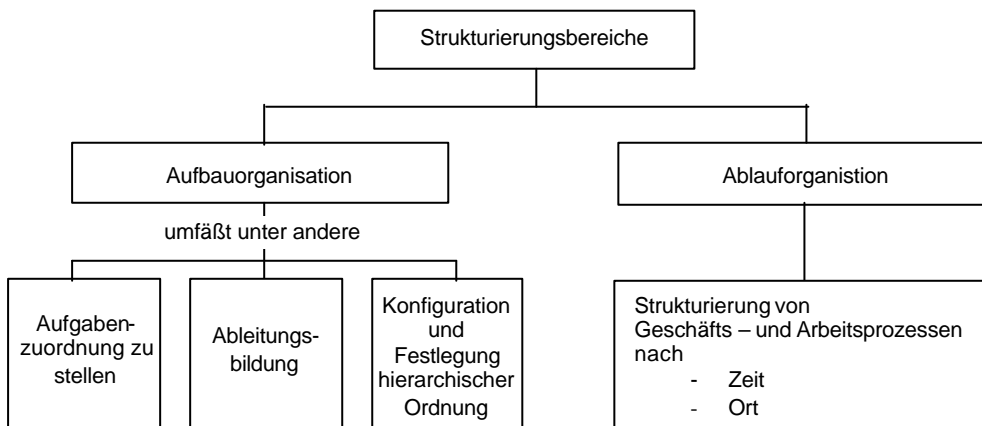 Strukturierungsbereiche
Aufbauorganisation
Ablauforganistion
umfäßt unter andere
Aufgaben-
zuordnung zu
stellen
Ableitungs-
bildung
Konfiguration
und
Festlegung
hierarchischer
Ordnung
Strukturierung von
Geschäfts – und Arbeitsprozessen
nach
- Zeit
- Ort